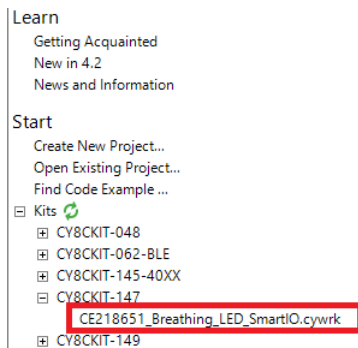 Learn
Getting Acquainted
New in 4.2
News and Information
Start
Create New Project...
Open Existing Project...
Find Code Example ...
Kits
CY8CKIT-048
CY8CKIT-062-BLE
CY8CKIT-145-40XX
CY8CKIT-147
CE218651_Breathing_LED_SmartIO.cywrk
CY8CKIT-149